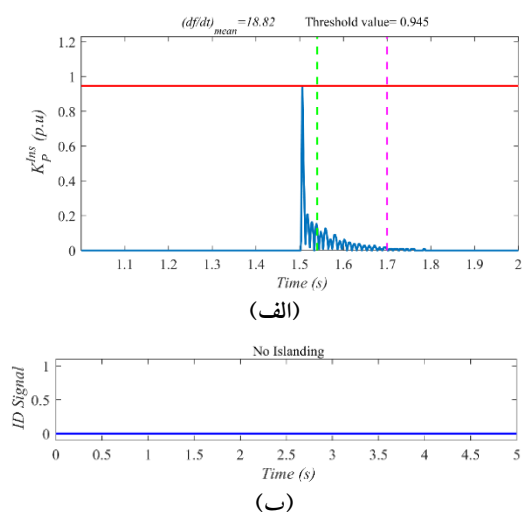 (df/dt)mean=18.82 Threshold value= 0.945
1.2
1
0.8
0.6
0.4
0.2
0
K_P^Ins (p.u)
1.1 1.2 1.3 1.4 1.5 1.6 1.7 1.8 1.9 2
Time (s)
(الف)
No Islanding
1
0.5
0
ID Signal
0 0.5 1 1.5 2 2.5 3 3.5 4 4.5 5
Time (s)
(ب)